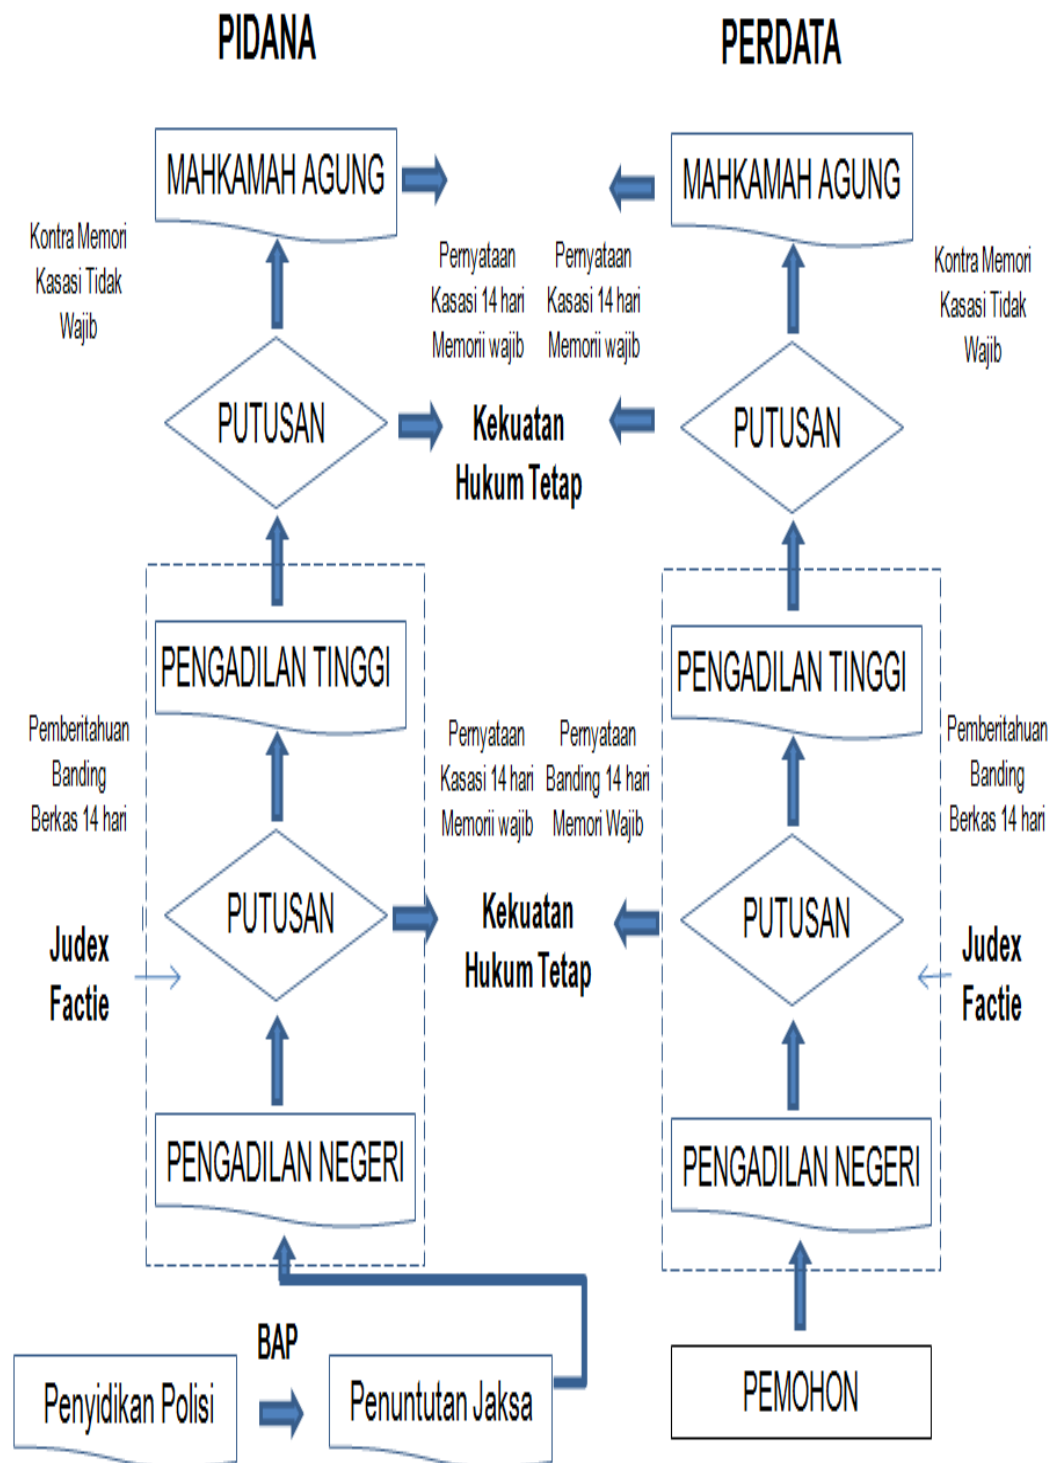 PIDANA
PERDATA
MAHKAMAH AGUNG
MAHKAMAH AGUNG
Kontra Memori
Kasasi Tidak
Wajib
Pernyataan
Kasasi 14 hari
Memorii wajib
Pernyataan
Kasasi 14 hari
Memorii wajib
Kontra Memori
Kasasi Tidak
Wajib
PUTUSAN
Kekuatan
Hukum Tetap
PUTUSAN
PENGADILAN TINGGI
PENGADILAN TINGGI
Pemberitahuan
Banding
Berkas 14 hari
Pernyataan
Kasasi 14 hari
Memorii wajib
Pernyataan
Banding 14 hari
Memori Wajib
Pemberitahuan
Banding
Berkas 14 hari
PUTUSAN
Kekuatan
Hukum Tetap
PUTUSAN
Judex
Factie
Judex
Factie
PENGADILAN NEGERI
PENGADILAN NEGERI
BAP
Penyidikan Polisi
Penuntutan Jaksa
PEMOHON